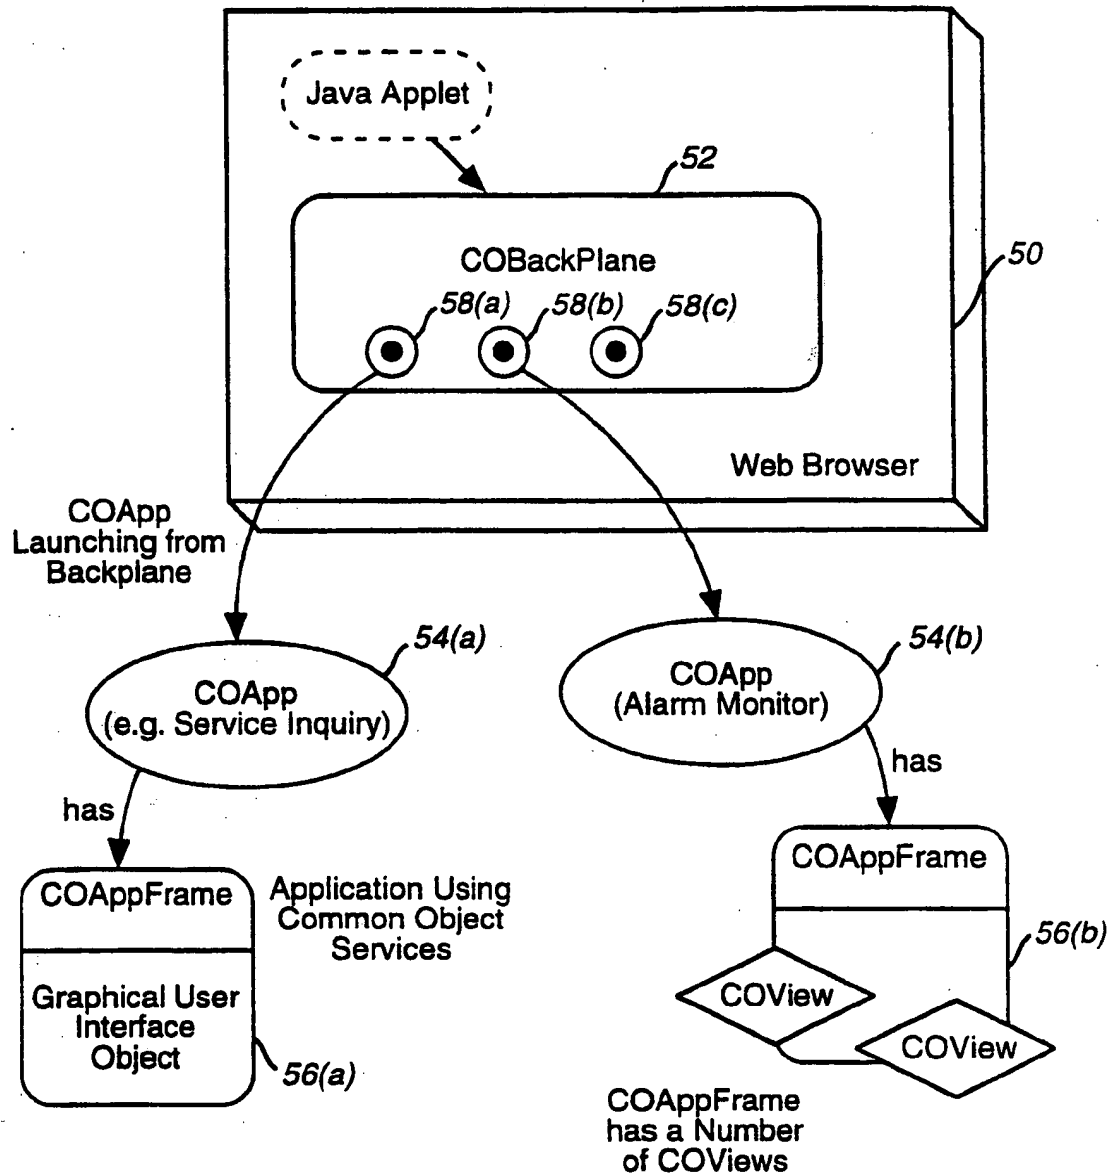 Java Applet
52
COBackPlane
50
58(a)
58(b)
58(c)
Web Browser
COApp
Launching from
Backplane
54(a)
COApp
(e.g. Service Inquiry)
54(b)
COApp
(Alarm Monitor)
has
has
COAppFrame
Application Using
Common Object
Services
Graphical User
Interface
Object
56(a)
COAppFrame
56(b)
COView
COView
COAppFrame
has a Number
of COViews